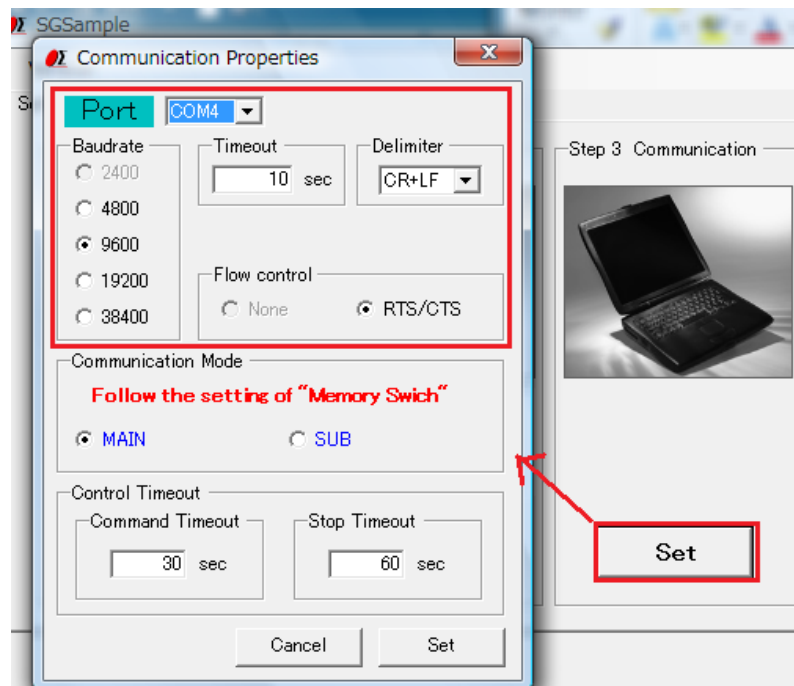 SGSample
Communication Properties
Port COM4
Baudrate
2400
4800
9600
19200
38400
Timeout
10 sec
Delimiter
CR+LF
Flow control
None RTS/CTS
Communication Mode
Follow the setting of "Memory Swich"
MAIN SUB
Control Timeout
Command Timeout
30 sec
Stop Timeout
60 sec
Cancel Set
Step 3 Communication
Set